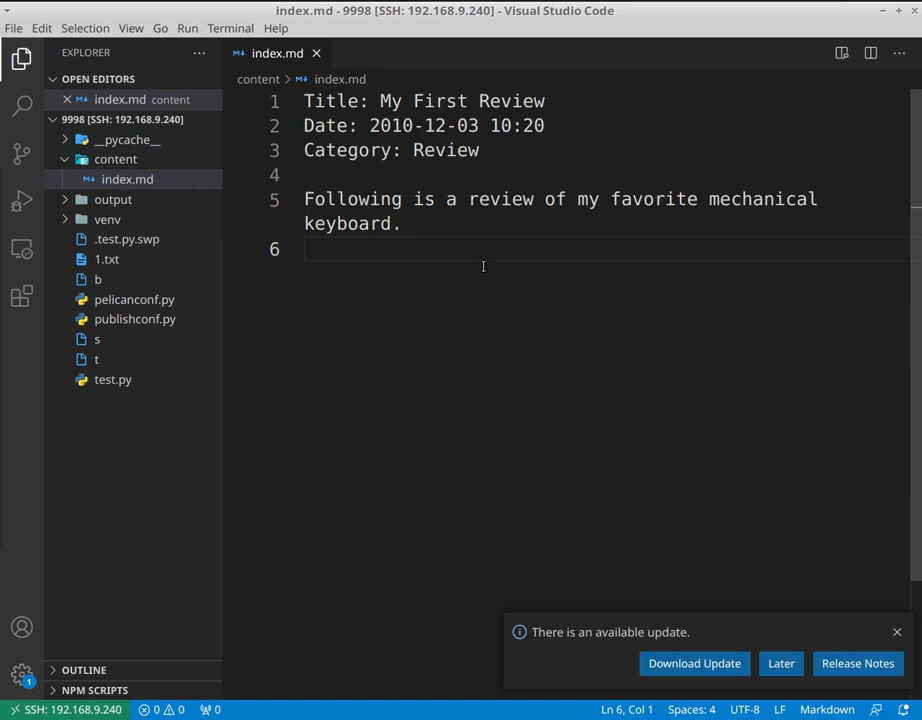 index.md - 9998 [SSH: 192.168.9.240] - Visual Studio Code
File Edit Selection View Go Run Terminal Help
EXPLORER
index.md
OPEN EDITORS
content > index.md
index.md content
1 Title: My First Review
9998 [SSH: 192.168.9.240]
2 Date: 2010-12-03 10:20
__pycache__
3 Category: Review
content
4
index.md
5 Following is a review of my favorite mechanical
output
keyboard.
venv
6
.test.py.swp
1.txt
b
pelicanconf.py
publishconf.py
s
t
test.py
There is an available update.
Download Update Later Release Notes
OUTLINE
1
NPM SCRIPTS
SSH: 192.168.9.240 0 0 0 Ln 6, Col 1 Spaces: 4 UTF-8 LF Markdown